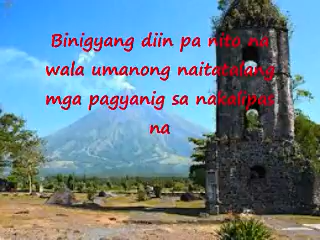 Binigyang diin pa nito na
wala umanong naitatalang
mga pagyanig sa nakalipas
na